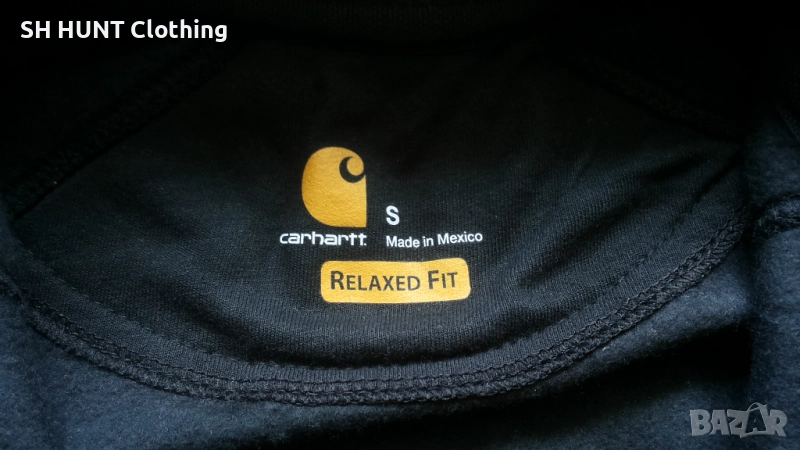 SH HUNT Clothing
S
carhartt
Made in Mexico
RELAXED FIT
BAZAR